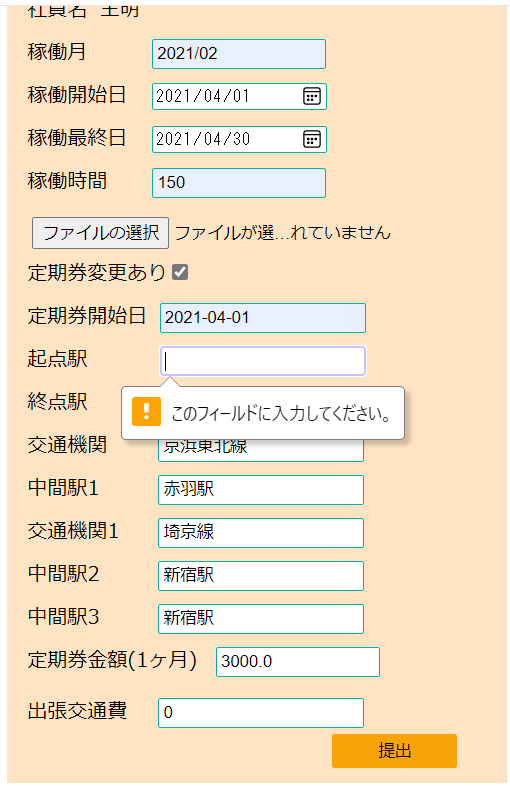 社員名 王明
稼働月 2021/02
稼働開始日 2021/04/01
稼働最終日 2021/04/30
稼働時間 150
ファイルの選択 ファイルが選...れていません
定期券変更あり
定期券開始日 2021-04-01
起点駅
このフィールドに入力してください。
終点駅
交通機関 京浜東北線
中間駅1 赤羽駅
交通機関1 埼京線
中間駅2 新宿駅
中間駅3 新宿駅
定期券金額(1ヶ月) 3000.0
出張交通費 0
提出